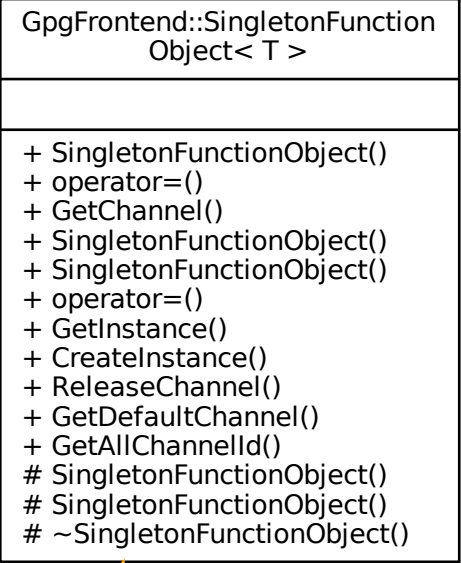 GpgFrontend::SingletonFunction
Object< T >
+ SingletonFunctionObject()
+ operator=()
+ GetChannel()
+ SingletonFunctionObject()
+ SingletonFunctionObject()
+ operator=()
+ GetInstance()
+ CreateInstance()
+ ReleaseChannel()
+ GetDefaultChannel()
+ GetAllChannelId()
# SingletonFunctionObject()
# SingletonFunctionObject()
# ~SingletonFunctionObject()